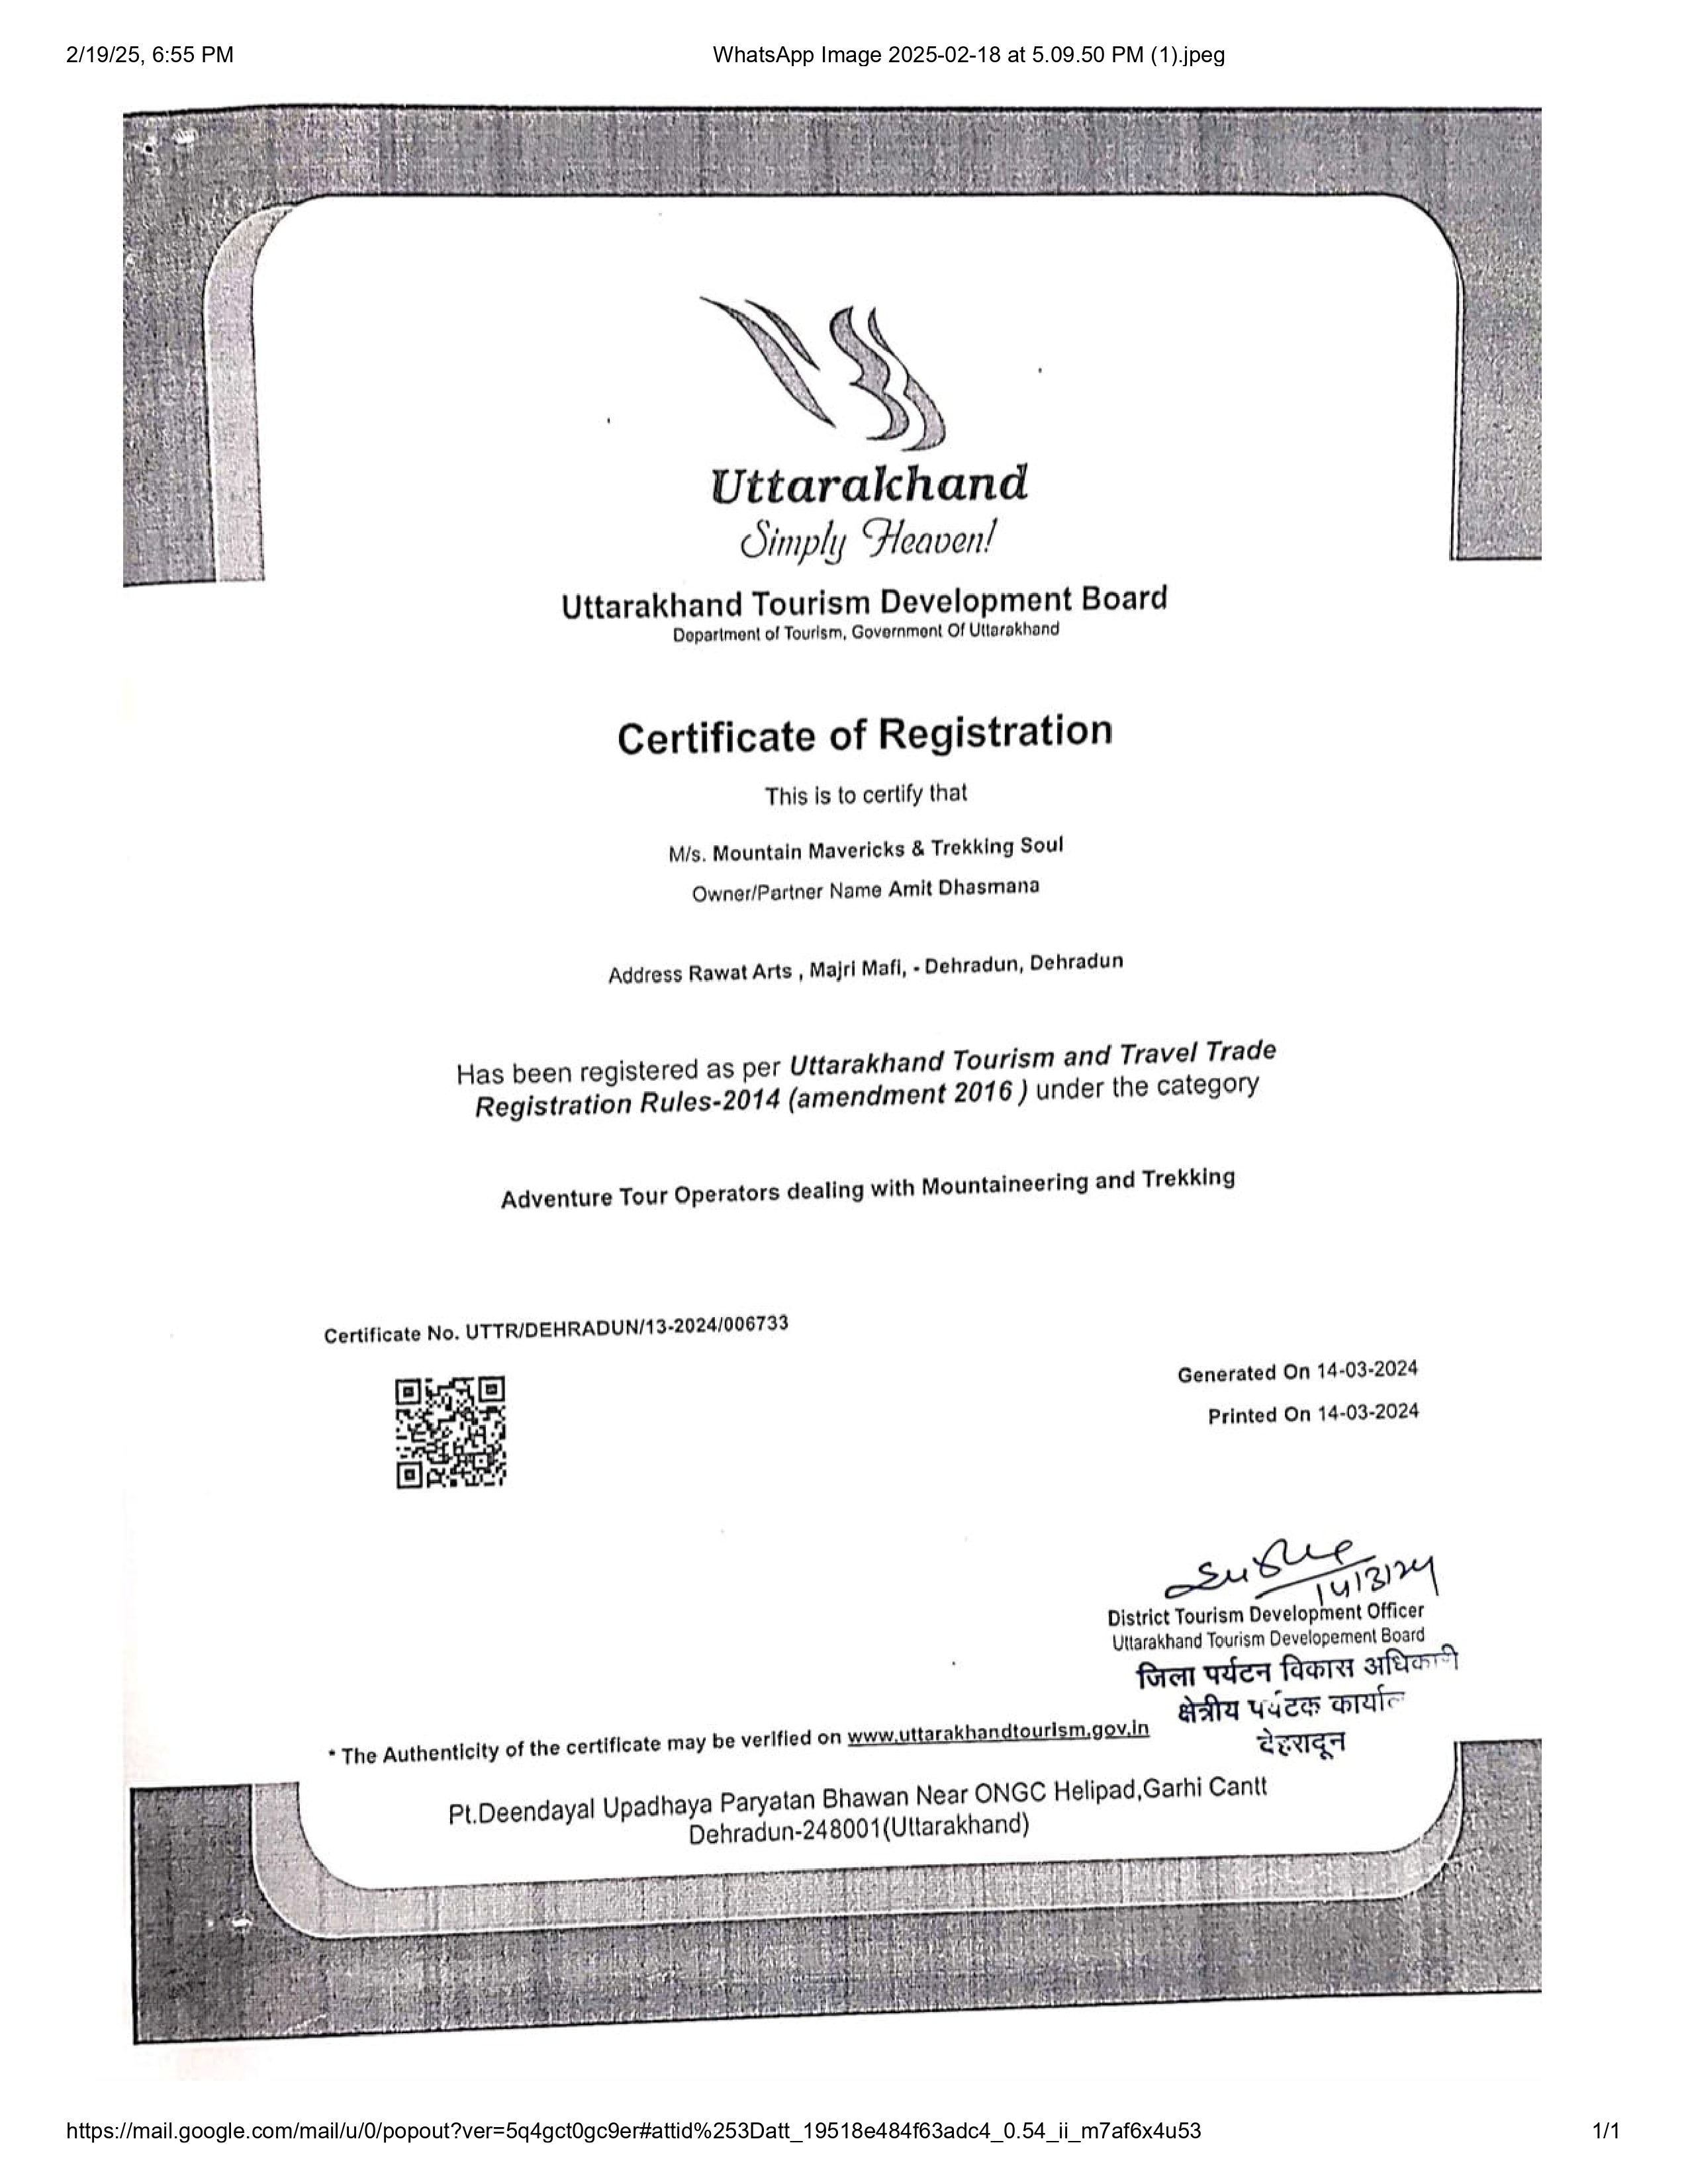 2/19/25, 6:55 PM
WhatsApp Image 2025-02-18 at 5.09.50 PM (1).jpeg
Uttarakhand
Simply Heaven!
Uttarakhand Tourism Development Board
Department of Tourism, Government Of Uttarakhand
Certificate of Registration
This is to certify that
M/s. Mountain Mavericks & Trekking Soul
Owner/Partner Name Amit Dhasmana
Address Rawat Arts , Majri Mafi, - Dehradun, Dehradun
Has been registered as per Uttarakhand Tourism and Travel Trade
Registration Rules-2014 (amendment 2016 ) under the category
Adventure Tour Operators dealing with Mountaineering and Trekking
Certificate No. UTTR/DEHRADUN/13-2024/006733
Generated On 14-03-2024
Printed On 14-03-2024
14/3/24
District Tourism Development Officer
Uttarakhand Tourism Developement Board
जिला पर्यटन विकास अधिकारी
क्षेत्रीय
देहरादून
* The Authenticity of the certificate may be verified on www.uttarakhandtourism.gov.in
Pt.Deendayal Upadhaya Paryatan Bhawan Near ONGC Helipad,Garhi Cantt
Dehradun-248001(Uttarakhand)
https://mail.google.com/mail/u/0/popout?ver=5q4gct0gc9er#attid%253Datt_19518e484f63adc4_0.54_ii_m7af6x4u53
1/1